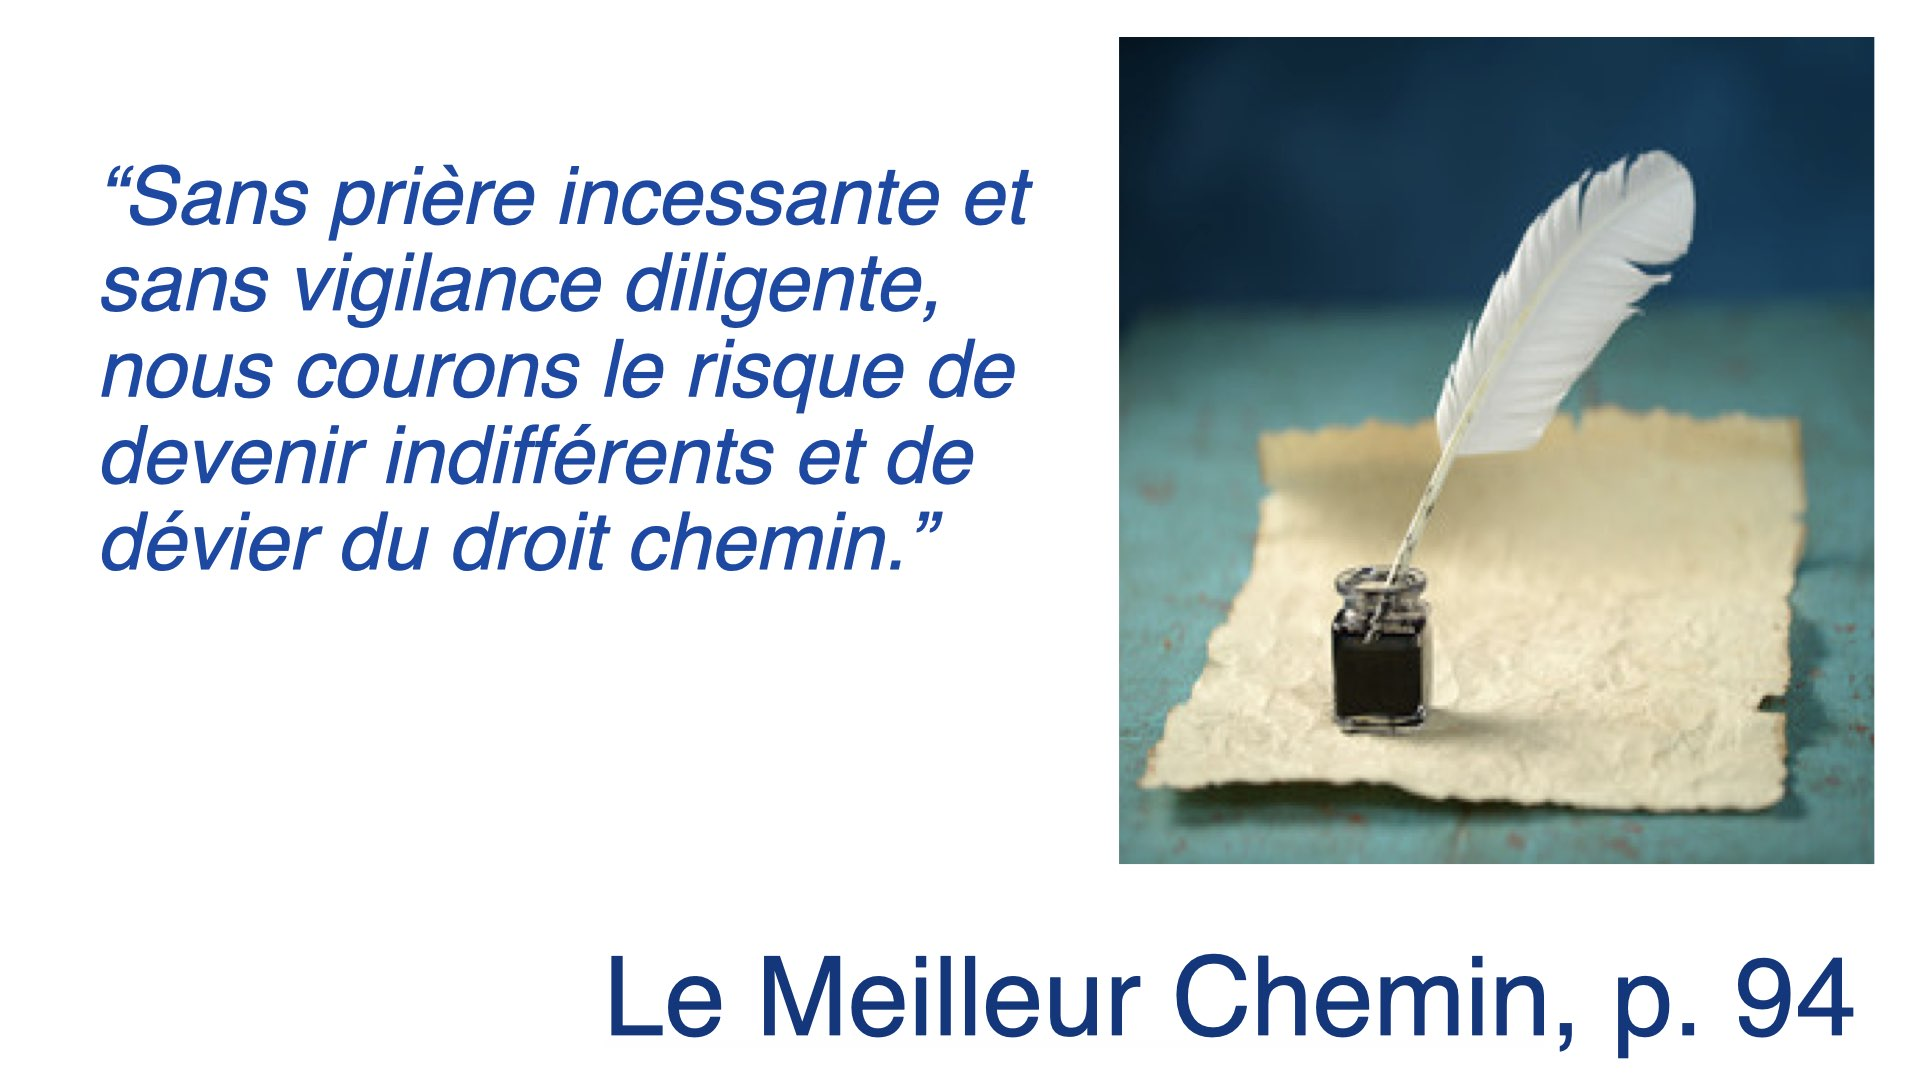 “Sans prière incessante et
sans vigilance diligente,
nous courons le risque de
devenir indifférents et de
dévier du droit chemin.”
Le Meilleur Chemin, p. 94